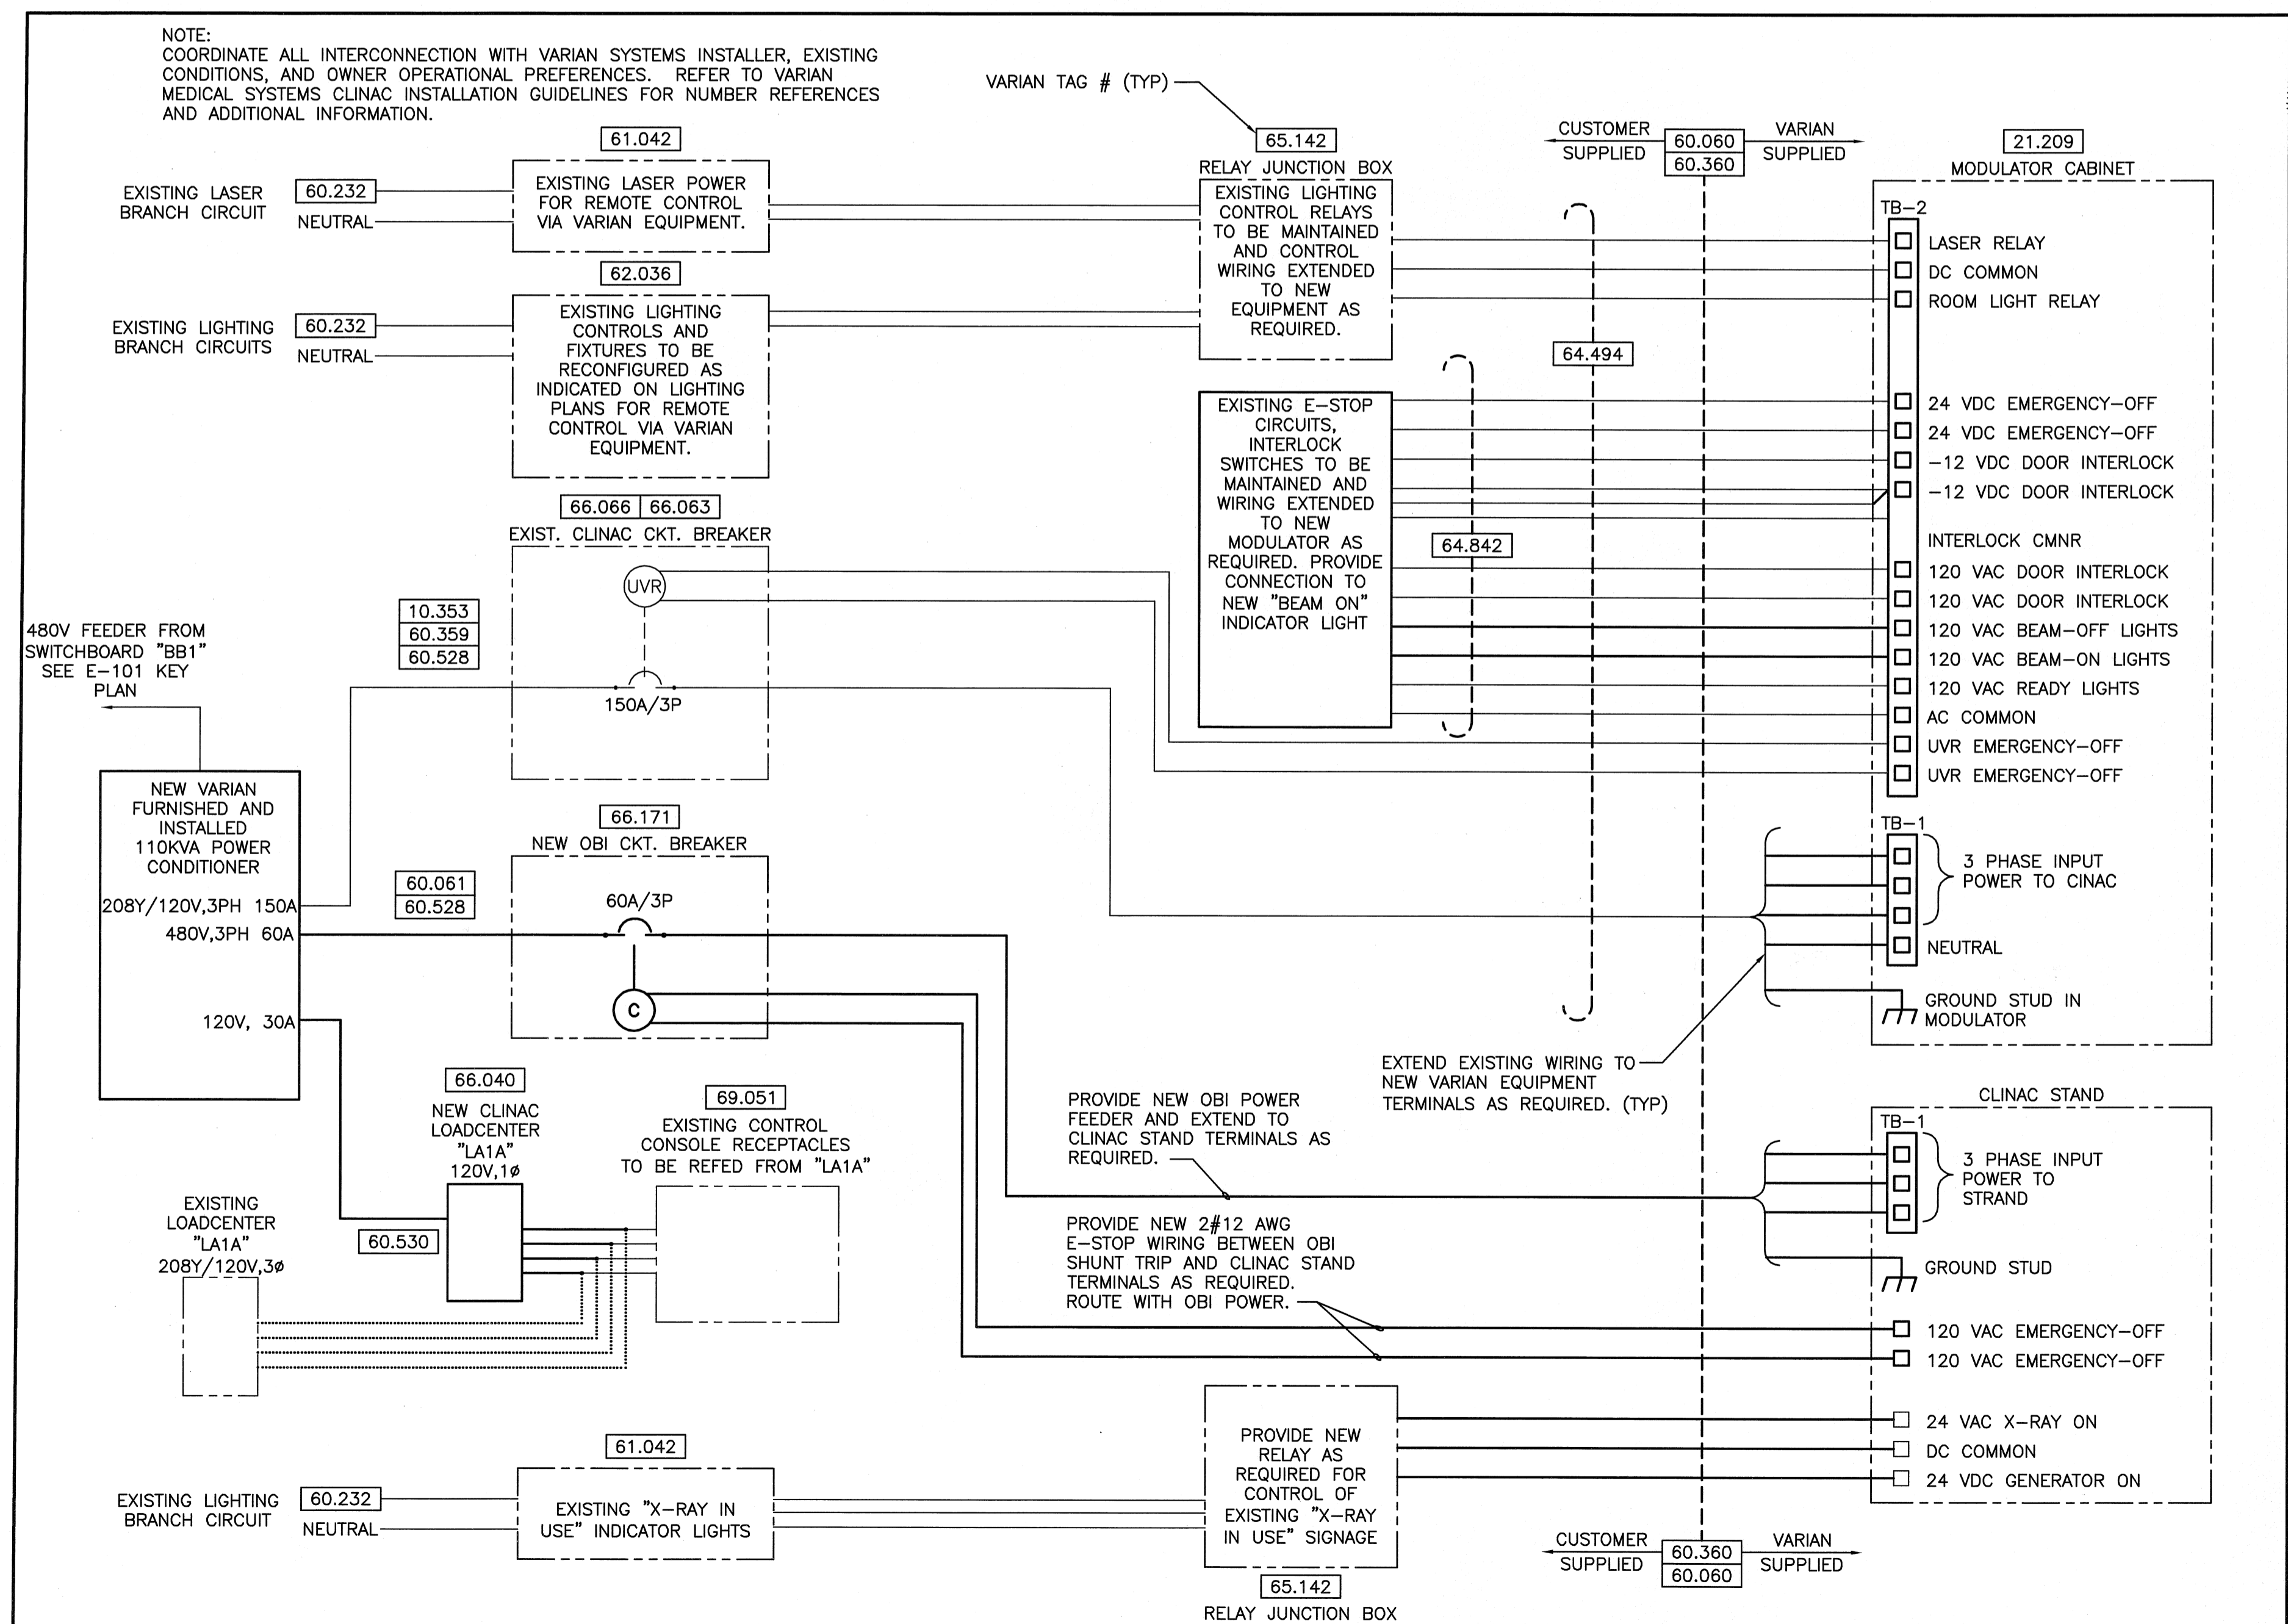 NOTE:
COORDINATE ALL INTERCONNECTION WITH VARIAN SYSTEMS INSTALLER, EXISTING
CONDITIONS, AND OWNER OPERATIONAL PREFERENCES. REFER TO VARIAN
MEDICAL SYSTEMS CLINAC INSTALLATION GUIDELINES FOR NUMBER REFERENCES
AND ADDITIONAL INFORMATION.
VARIAN TAG # (TYP)
61.042
EXISTING LASER
BRANCH CIRCUIT
60.232
NEUTRAL
EXISTING LASER POWER
FOR REMOTE CONTROL
VIA VARIAN EQUIPMENT.
65.142
RELAY JUNCTION BOX
EXISTING LIGHTING
CONTROL RELAYS
TO BE MAINTAINED
AND CONTROL
WIRING EXTENDED
TO NEW
EQUIPMENT AS
REQUIRED.
CUSTOMER
SUPPLIED
60.060
60.360
VARIAN
SUPPLIED
21.209
MODULATOR CABINET
TB-2
LASER RELAY
DC COMMON
ROOM LIGHT RELAY
24 VDC EMERGENCY-OFF
24 VDC EMERGENCY-OFF
-12 VDC DOOR INTERLOCK
-12 VDC DOOR INTERLOCK
INTERLOCK CMNR
120 VAC DOOR INTERLOCK
120 VAC DOOR INTERLOCK
120 VAC BEAM-OFF LIGHTS
120 VAC BEAM-ON LIGHTS
120 VAC READY LIGHTS
AC COMMON
UVR EMERGENCY-OFF
UVR EMERGENCY-OFF
62.036
EXISTING LIGHTING
BRANCH CIRCUITS
60.232
NEUTRAL
EXISTING LIGHTING
CONTROLS AND
FIXTURES TO BE
RECONFIGURED AS
INDICATED ON LIGHTING
PLANS FOR REMOTE
CONTROL VIA VARIAN
EQUIPMENT.
64.494
64.842
EXISTING E-STOP
CIRCUITS,
INTERLOCK
SWITCHES TO BE
MAINTAINED AND
WIRING EXTENDED
TO NEW
MODULATOR AS
REQUIRED. PROVIDE
CONNECTION TO
NEW "BEAM ON"
INDICATOR LIGHT
66.066 66.063
EXIST. CLINAC CKT. BREAKER
UVR
150A/3P
10.353
60.359
60.528
480V FEEDER FROM
SWITCHBOARD "BB1"
SEE E-101 KEY
PLAN
NEW VARIAN
FURNISHED AND
INSTALLED
110KVA POWER
CONDITIONER
208Y/120V,3PH 150A
480V,3PH 60A
120V, 30A
66.171
NEW OBI CKT. BREAKER
60A/3P
C
60.061
60.528
TB-1
3 PHASE INPUT
POWER TO CINAC
NEUTRAL
GROUND STUD IN
MODULATOR
EXTEND EXISTING WIRING TO
NEW VARIAN EQUIPMENT
TERMINALS AS REQUIRED. (TYP)
66.040
NEW CLINAC
LOADCENTER
"LA1A"
120V,1ø
69.051
EXISTING CONTROL
CONSOLE RECEPTACLES
TO BE REFED FROM "LA1A"
60.530
EXISTING
LOADCENTER
"LA1A"
208Y/120V,3ø
PROVIDE NEW OBI POWER
FEEDER AND EXTEND TO
CLINAC STAND TERMINALS AS
REQUIRED.
PROVIDE NEW 2#12 AWG
E-STOP WIRING BETWEEN OBI
SHUNT TRIP AND CLINAC STAND
TERMINALS AS REQUIRED.
ROUTE WITH OBI POWER.
CLINAC STAND
TB-1
3 PHASE INPUT
POWER TO
STRAND
GROUND STUD
120 VAC EMERGENCY-OFF
120 VAC EMERGENCY-OFF
24 VAC X-RAY ON
DC COMMON
24 VDC GENERATOR ON
61.042
EXISTING LIGHTING
BRANCH CIRCUIT
60.232
NEUTRAL
EXISTING "X-RAY IN
USE" INDICATOR LIGHTS
PROVIDE NEW
RELAY AS
REQUIRED FOR
CONTROL OF
EXISTING "X-RAY
IN USE" SIGNAGE
65.142
RELAY JUNCTION BOX
CUSTOMER
SUPPLIED
60.360
60.060
VARIAN
SUPPLIED